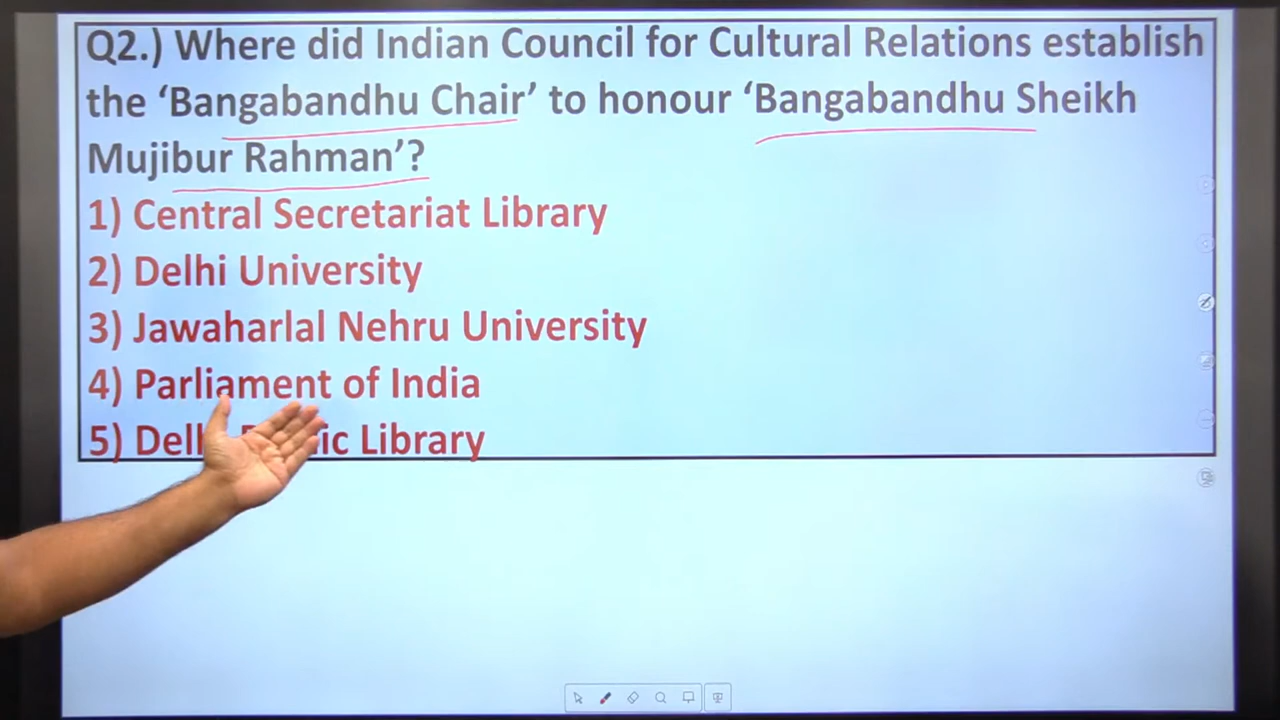 Q2.) Where did Indian Council for Cultural Relations establish
the ‘Bangabandhu Chair’ to honour ‘Bangabandhu Sheikh
Mujibur Rahman’?
1) Central Secretariat Library
2) Delhi University
3) Jawaharlal Nehru University
4) Parliament of India
5) Library